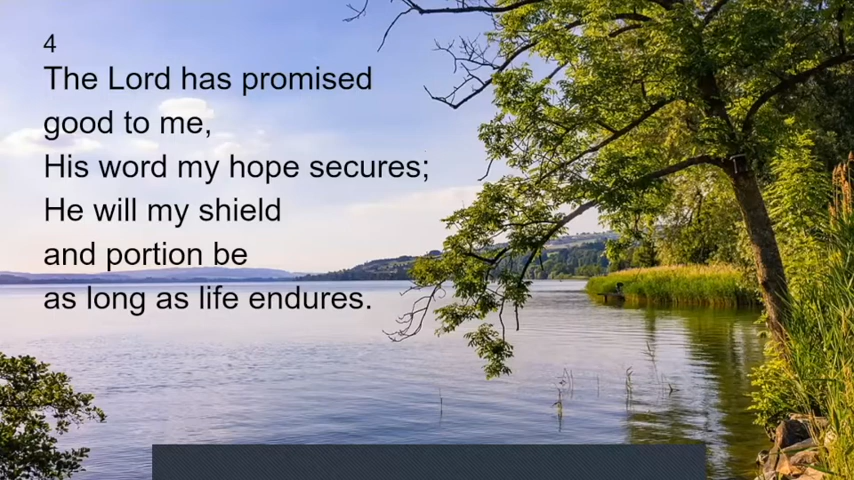 4
The Lord has promised
good to me,
His word my hope secures;
He will my shield
and portion be
as long as life endures.